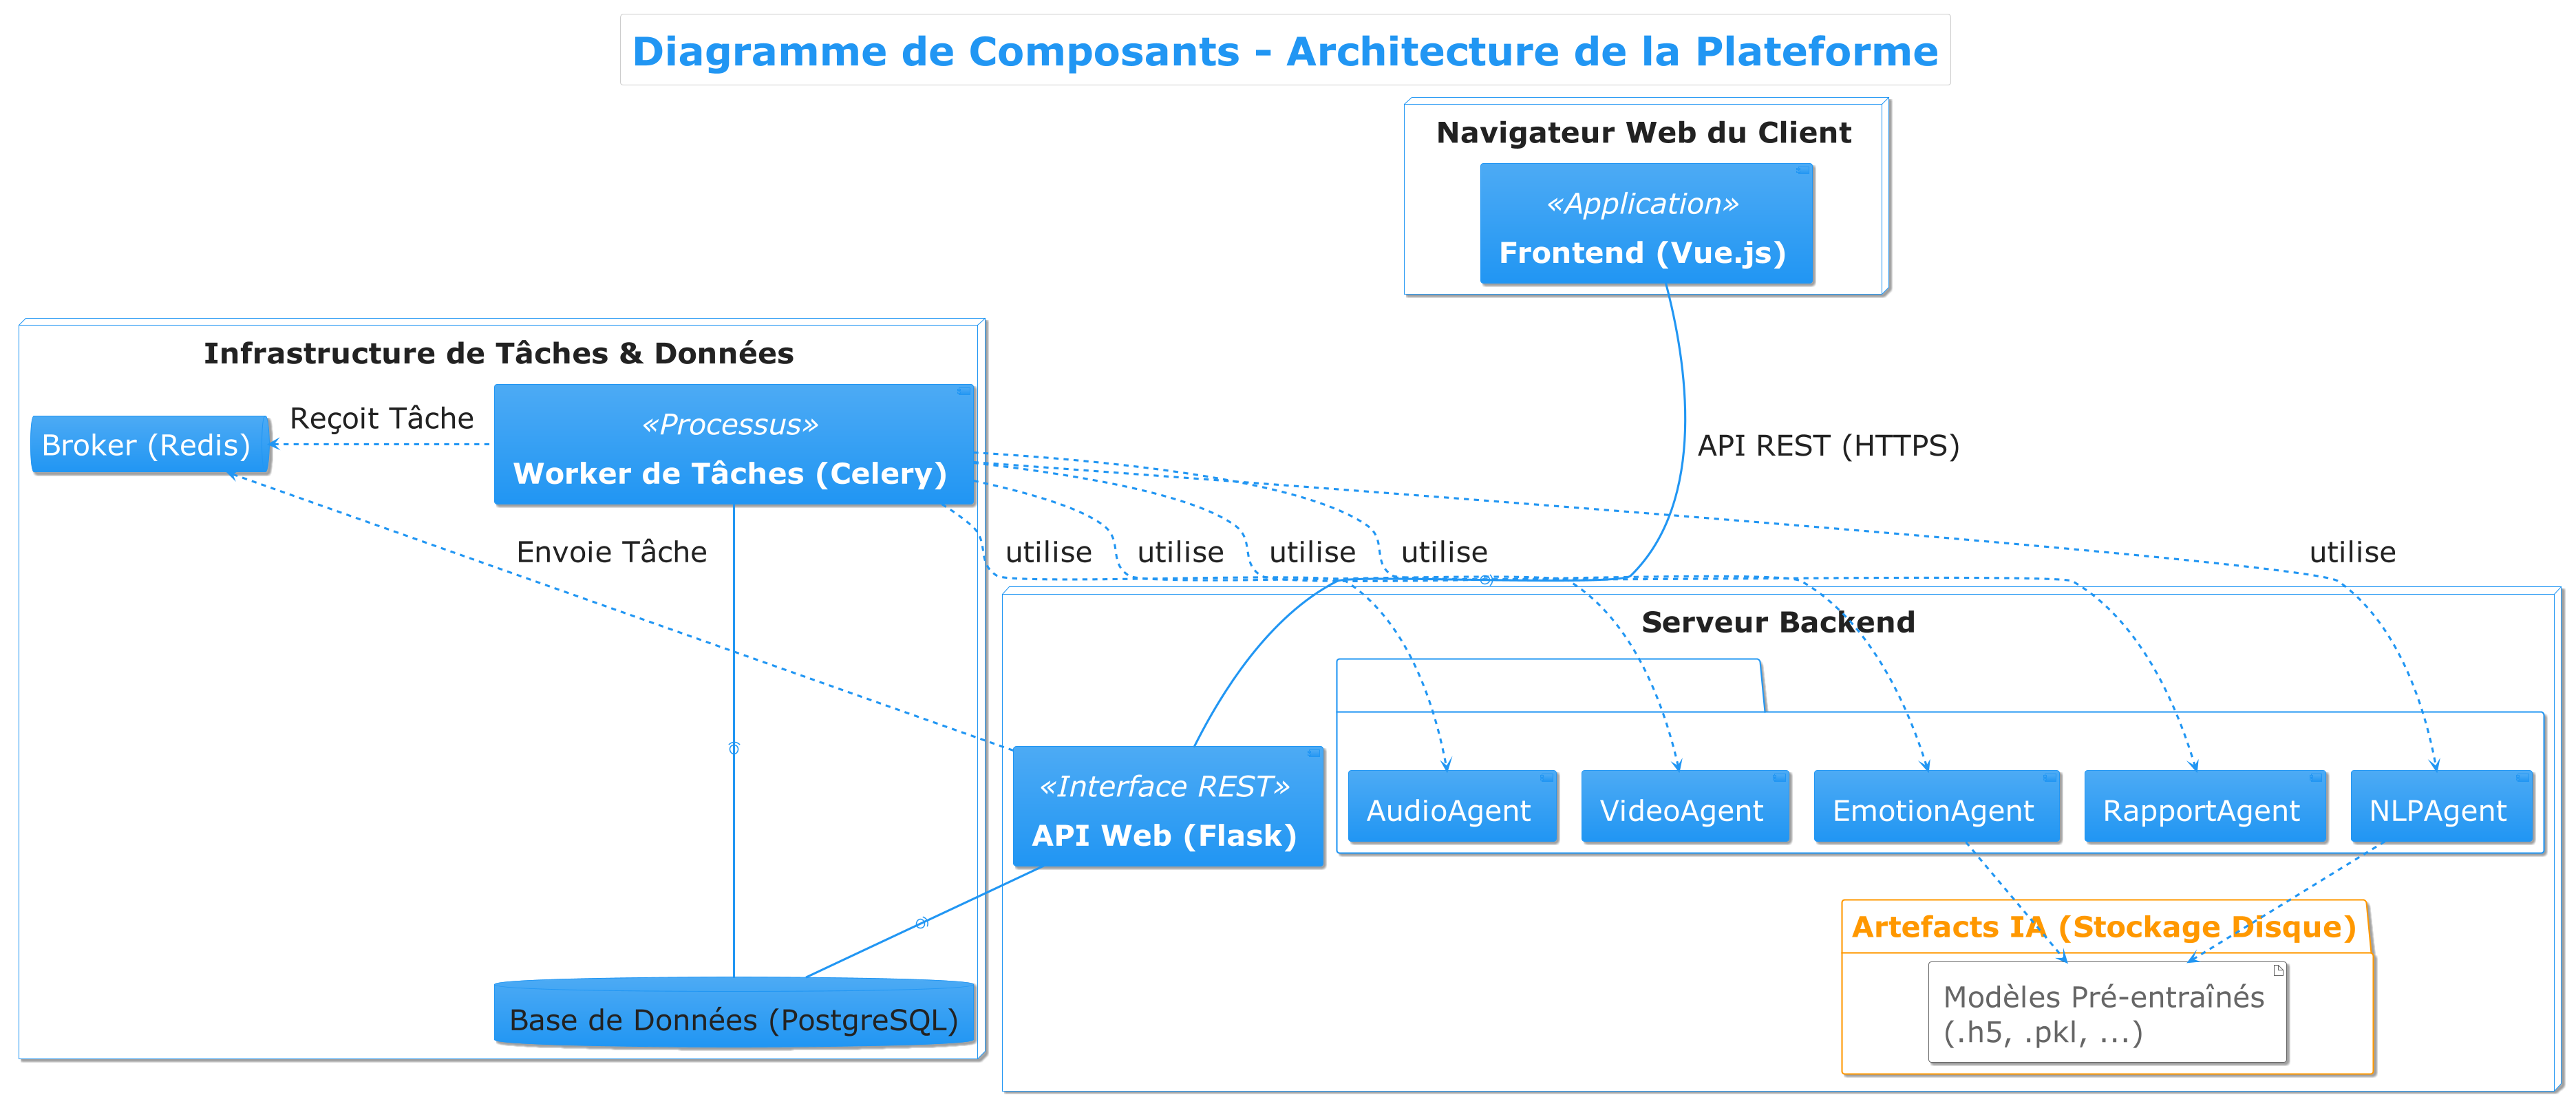 Diagramme de Composants - Architecture de la Plateforme
Navigateur Web du Client
«Application»
Frontend (Vue.js)
Infrastructure de Tâches & Données
Reçoit Tâche
Broker (Redis)
«Processus»
Worker de Tâches (Celery)
API REST (HTTPS)
Envoie Tâche
utilise
utilise
utilise
utilise
utilise
Serveur Backend
«Interface REST»
API Web (Flask)
AudioAgent
VideoAgent
EmotionAgent
RapportAgent
NLPAgent
Artefacts IA (Stockage Disque)
Modèles Pré-entraînés
(.h5, .pkl, ...)
Base de Données (PostgreSQL)